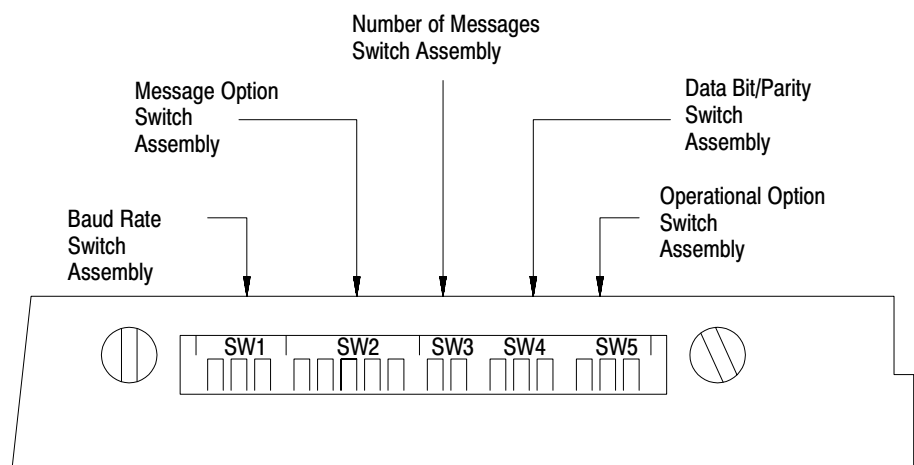 Number of Messages
Switch Assembly
Message Option
Switch
Assembly
Data Bit/Parity
Switch
Assembly
Baud Rate
Switch
Assembly
Operational Option
Switch
Assembly
SW1 SW2 SW3 SW4 SW5